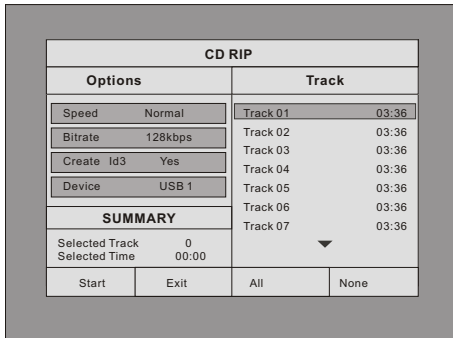 CD RIP
Options
Track
Speed Normal
Bitrate 128kbps
Create Id3 Yes
Device USB 1
SUMMARY
Selected Track 0
Selected Time 00:00
Track 01 03:36
Track 02 03:36
Track 03 03:36
Track 04 03:36
Track 05 03:36
Track 06 03:36
Track 07 03:36
Start
Exit
All
None